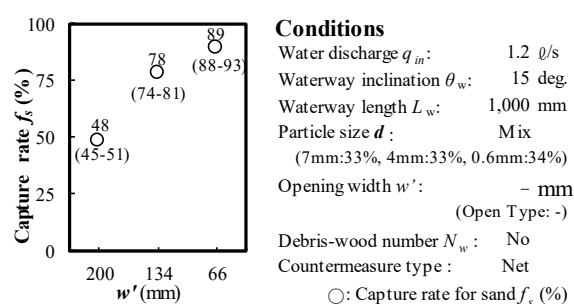 100
75
50
25
0
Capture rate fs (%)
89
(88-93)
78
(74-81)
48
(45-51)
200 134 66
w' (mm)
Conditions
Water discharge qin: 1.2 ℓ/s
Waterway inclination θw: 15 deg.
Waterway length Lw: 1,000 mm
Particle size d : Mix
(7mm:33%, 4mm:33%, 0.6mm:34%)
Opening width w' : – mm
(Open Type: -)
Debris-wood number Nw : No
Countermeasure type : Net
○: Capture rate for sand fs (%)